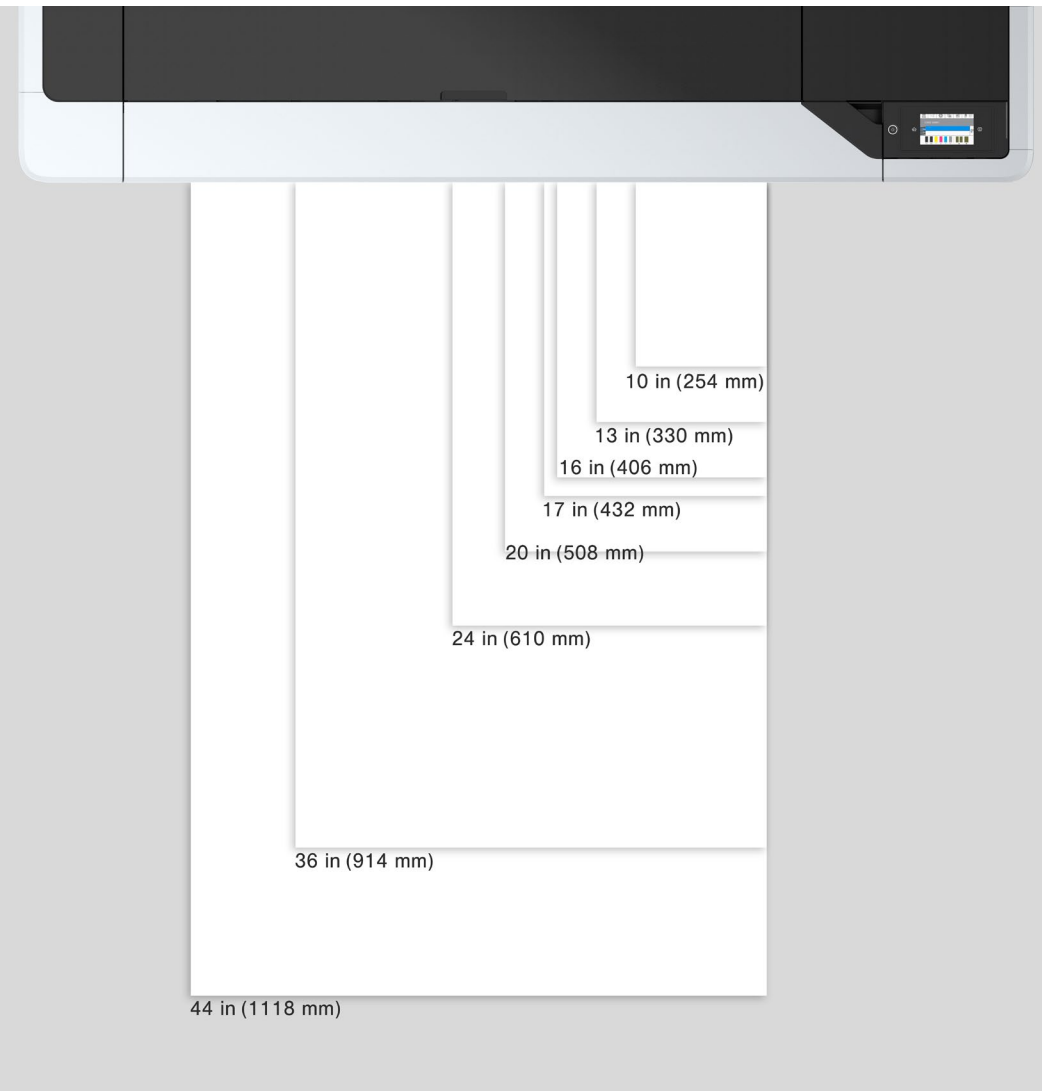 10 in (254 mm)
13 in (330 mm)
16 in (406 mm)
17 in (432 mm)
20 in (508 mm)
24 in (610 mm)
36 in (914 mm)
44 in (1118 mm)